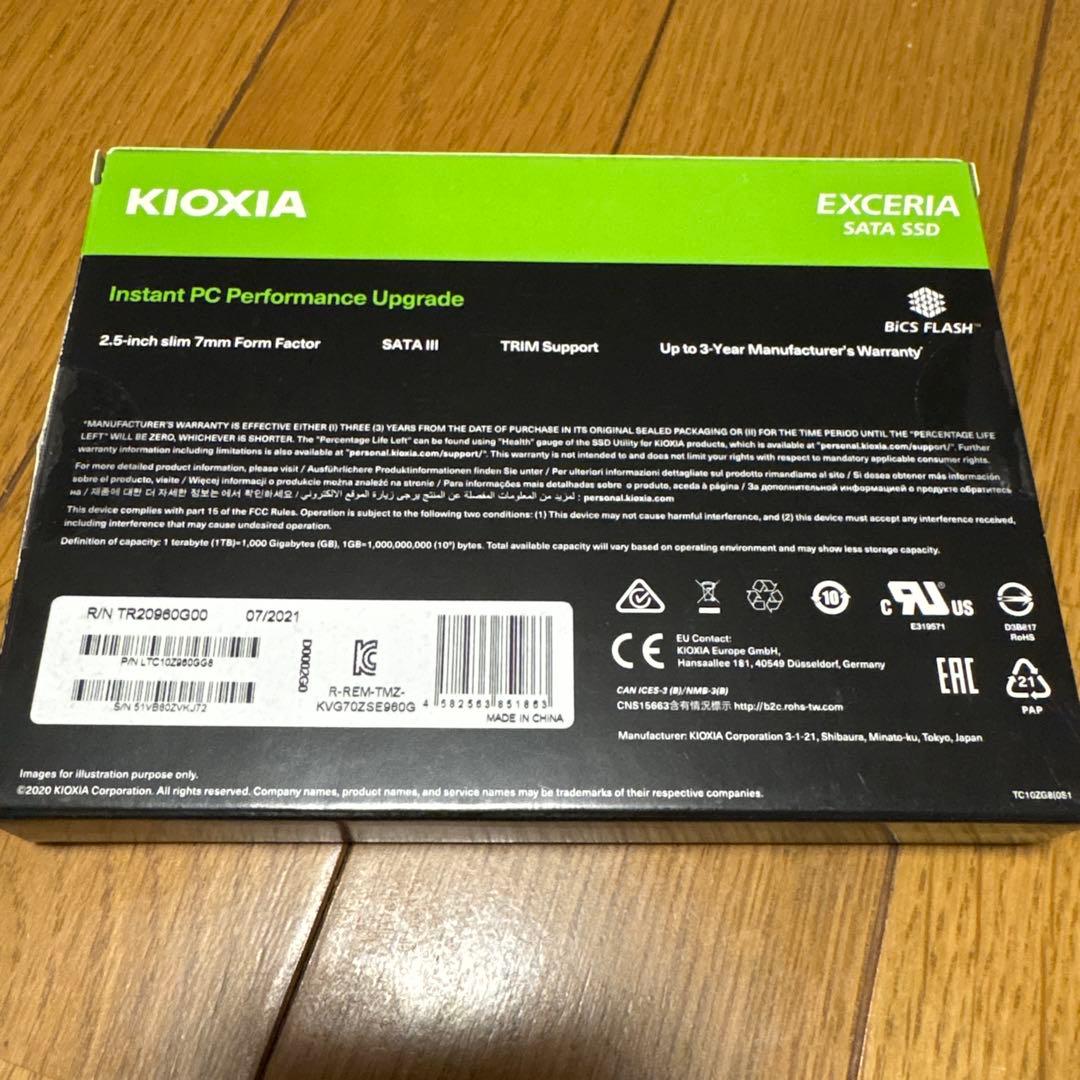 KIOXIA
EXCERIA
SATA SSD
Instant PC Performance Upgrade
BiCS FLASH™
2.5-inch slim 7mm Form Factor SATA III TRIM Support Up to 3-Year Manufacturer's Warranty*
*MANUFACTURER'S WARRANTY IS EFFECTIVE EITHER (I) THREE (3) YEARS FROM THE DATE OF PURCHASE IN ITS ORIGINAL SEALED PACKAGING OR (II) FOR THE TIME PERIOD UNTIL THE "PERCENTAGE LIFE
LEFT" WILL BE ZERO, WHICHEVER IS SHORTER. The "Percentage Life Left" can be found using "Health" gauge of the SSD Utility for KIOXIA products, which is available at "personal.kioxia.com/support/". Further
warranty information including limitations is also available at "personal.kioxia.com/support/". This warranty is not intended to and does not limit your rights with respect to mandatory applicable consumer rights.
For more detailed product information, please visit / Ausführlichere Produktinformationen finden Sie unter / Per ulteriori informazioni dettagliate sul prodotto rimandiamo al sito / Si desea obtener más información
sobre el producto, visite / Więcej informacji o produkcie można znaleźć na stronie / Para informações mais detalhadas sobre o produto, aceda à página / За дополнительной информацией о продукте обратитесь
на / 제품에 대한 더 자세한 정보는 에서 확인하세요 / لمزيد من المعلومات المفصلة عن المنتج يرجى زيارة الموقع الالكتروني : personal.kioxia.com
This device complies with part 15 of the FCC Rules. Operation is subject to the following two conditions: (1) This device may not cause harmful interference, and (2) this device must accept any interference received,
including interference that may cause undesired operation.
Definition of capacity: 1 terabyte (1TB)=1,000 Gigabytes (GB), 1GB=1,000,000,000 (10⁹) bytes. Total available capacity will vary based on operating environment and may show less storage capacity.
R/N TR20960G00 07/2021
P/N LTC10Z960GG8
S/N 51VB80ZVKJ72
D0002G0
R-REM-TMZ-
KVG70ZSE960G
4 582563 851863
MADE IN CHINA
10
c RU US
E319571
D3B817
RoHS
CE
EU Contact:
KIOXIA Europe GmbH,
Hansaallee 181, 40549 Düsseldorf, Germany
EAC
21
PAP
CAN ICES-3 (B)/NMB-3(B)
CNS15663含有情況標示 http://b2c.rohs-tw.com
Manufacturer: KIOXIA Corporation 3-1-21, Shibaura, Minato-ku, Tokyo, Japan
Images for illustration purpose only.
©2020 KIOXIA Corporation. All rights reserved. Company names, product names, and service names may be trademarks of their respective companies.